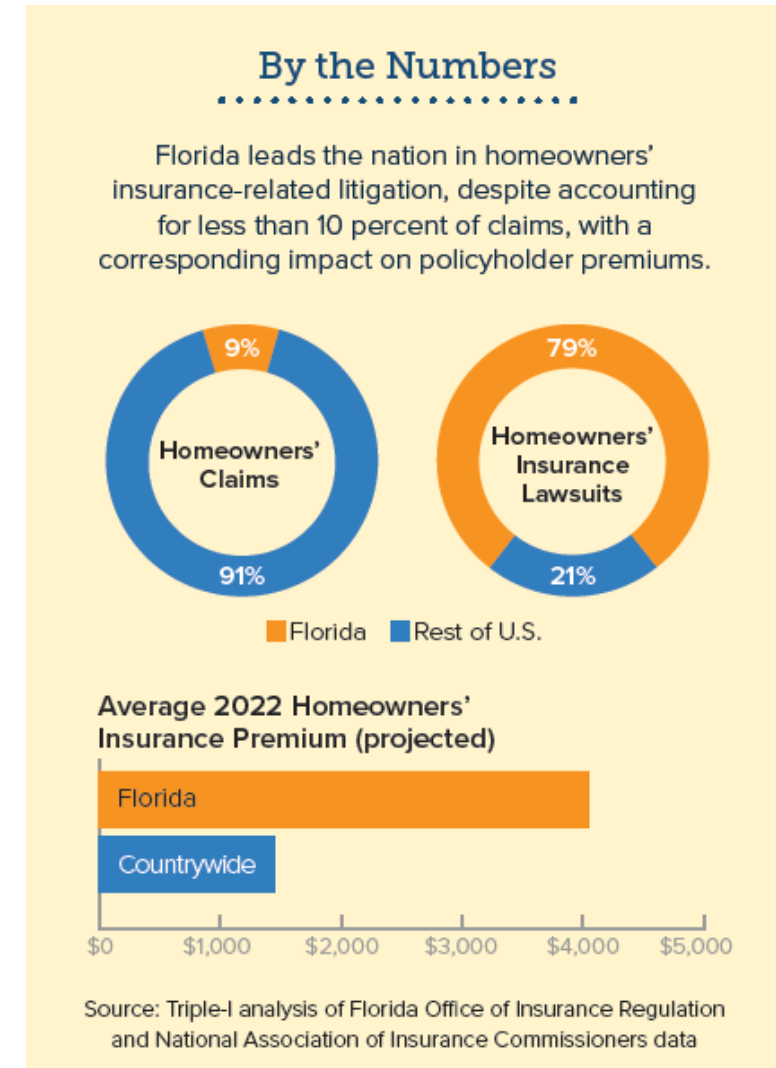 By the Numbers
Florida leads the nation in homeowners’
insurance-related litigation, despite accounting
for less than 10 percent of claims, with a
corresponding impact on policyholder premiums.
9%
Homeowners’
Claims
91%
79%
Homeowners’
Insurance
Lawsuits
21%
Florida
Rest of U.S.
Average 2022 Homeowners’
Insurance Premium (projected)
Florida
Countrywide
$0 $1,000 $2,000 $3,000 $4,000 $5,000
Source: Triple-I analysis of Florida Office of Insurance Regulation
and National Association of Insurance Commissioners data